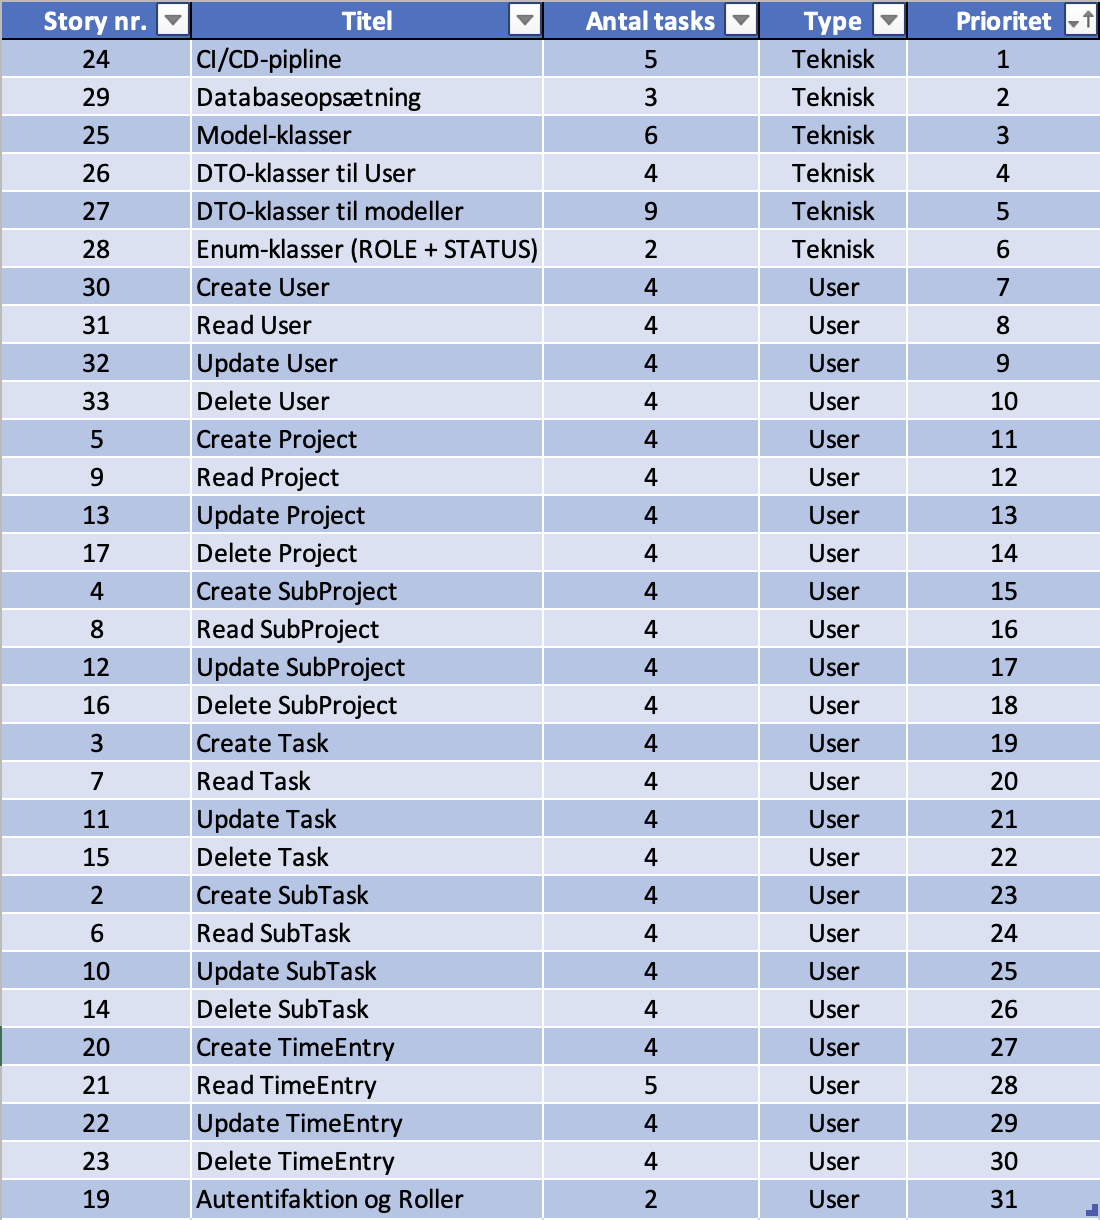 Story nr. Titel Antal tasks Type Prioritet
24 CI/CD-pipline 5 Teknisk 1
29 Databaseopsætning 3 Teknisk 2
25 Model-klasser 6 Teknisk 3
26 DTO-klasser til User 4 Teknisk 4
27 DTO-klasser til modeller 9 Teknisk 5
28 Enum-klasser (ROLE + STATUS) 2 Teknisk 6
30 Create User 4 User 7
31 Read User 4 User 8
32 Update User 4 User 9
33 Delete User 4 User 10
5 Create Project 4 User 11
9 Read Project 4 User 12
13 Update Project 4 User 13
17 Delete Project 4 User 14
4 Create SubProject 4 User 15
8 Read SubProject 4 User 16
12 Update SubProject 4 User 17
16 Delete SubProject 4 User 18
3 Create Task 4 User 19
7 Read Task 4 User 20
11 Update Task 4 User 21
15 Delete Task 4 User 22
2 Create SubTask 4 User 23
6 Read SubTask 4 User 24
10 Update SubTask 4 User 25
14 Delete SubTask 4 User 26
20 Create TimeEntry 4 User 27
21 Read TimeEntry 5 User 28
22 Update TimeEntry 4 User 29
23 Delete TimeEntry 4 User 30
19 Autentifaktion og Roller 2 User 31